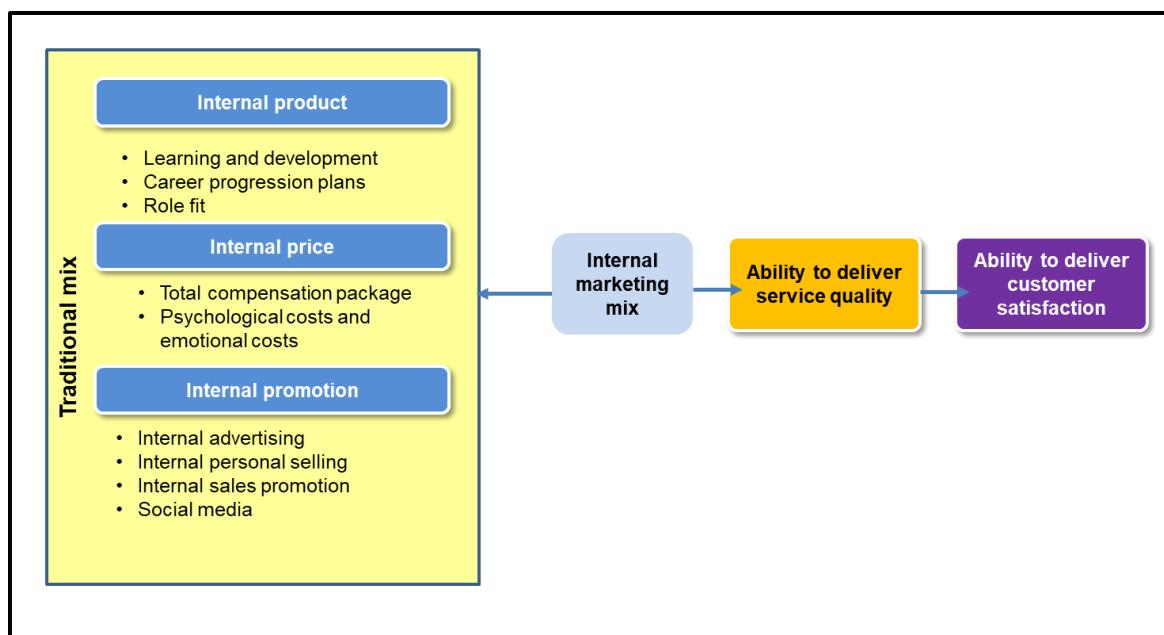 Traditional mix
Internal product
• Learning and development
• Career progression plans
• Role fit
Internal price
• Total compensation package
• Psychological costs and
emotional costs
Internal promotion
• Internal advertising
• Internal personal selling
• Internal sales promotion
• Social media
Internal
marketing
mix
Ability to deliver
service quality
Ability to deliver
customer
satisfaction